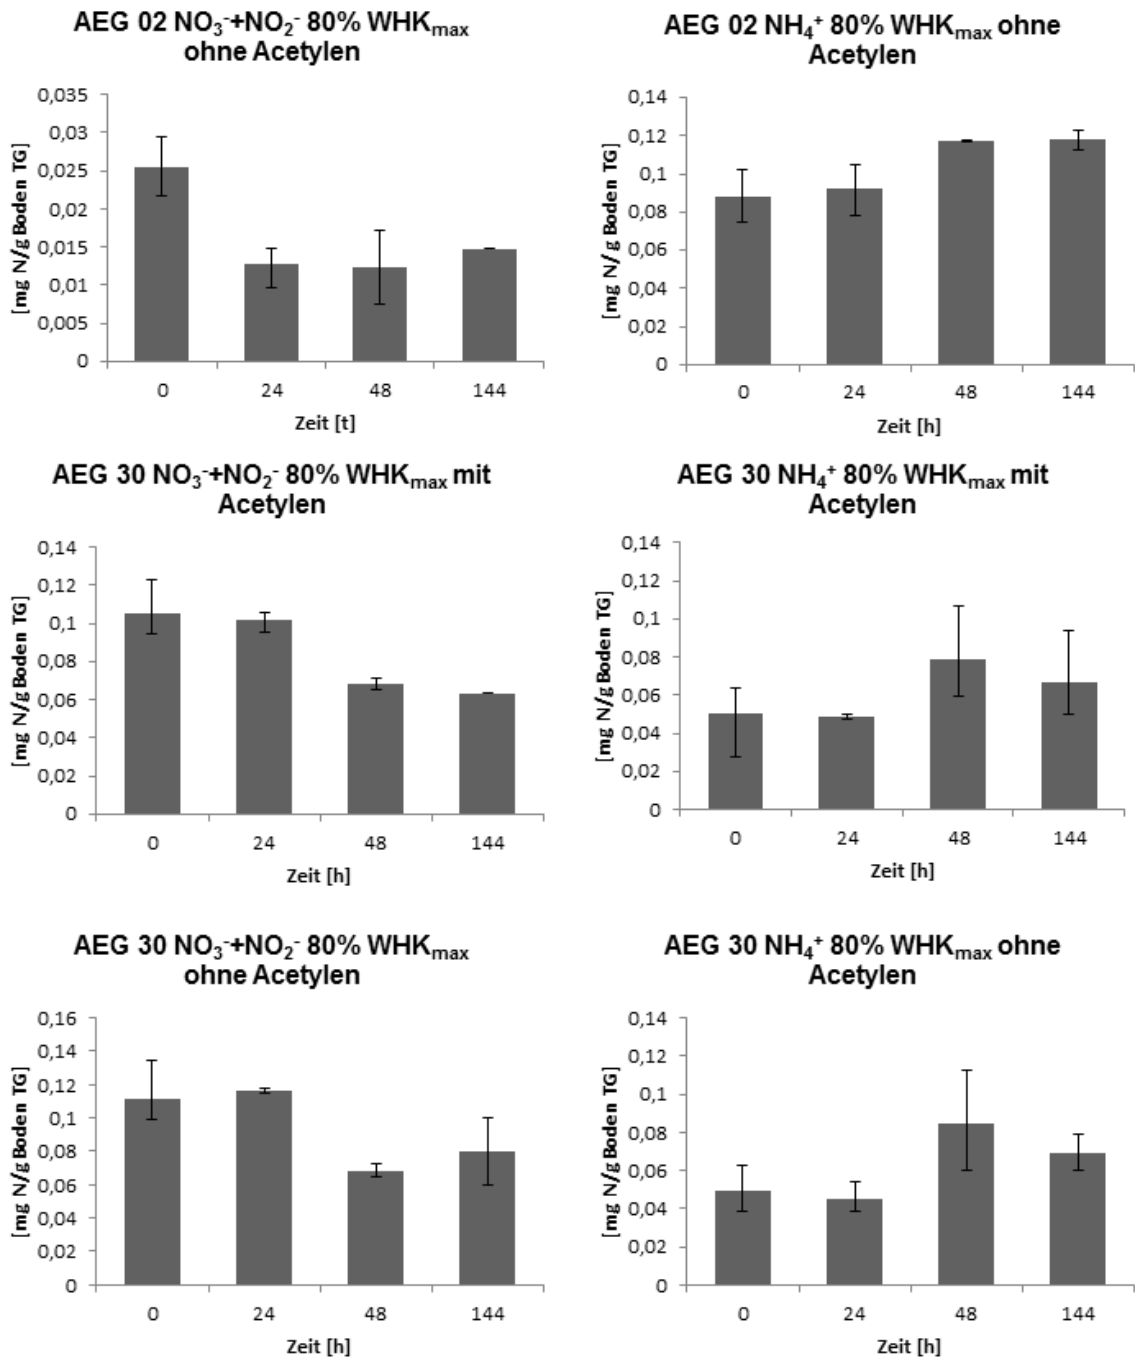 AEG 02 NO₃⁻+NO₂⁻ 80% WHKₘₐₓ
ohne Acetylen
[mg N/g Boden TG]
0,035
0,03
0,025
0,02
0,015
0,01
0,005
0
0 24 48 144
Zeit [t]
AEG 02 NH₄⁺ 80% WHKₘₐₓ ohne
Acetylen
[mg N/g Boden TG]
0,14
0,12
0,1
0,08
0,06
0,04
0,02
0
0 24 48 144
Zeit [h]
AEG 30 NO₃⁻+NO₂⁻ 80% WHKₘₐₓ mit
Acetylen
[mg N/g Boden TG]
0,14
0,12
0,1
0,08
0,06
0,04
0,02
0
0 24 48 144
Zeit [h]
AEG 30 NH₄⁺ 80% WHKₘₐₓ mit
Acetylen
[mg N/g Boden TG]
0,14
0,12
0,1
0,08
0,06
0,04
0,02
0
0 24 48 144
Zeit [h]
AEG 30 NO₃⁻+NO₂⁻ 80% WHKₘₐₓ
ohne Acetylen
[mg N/g Boden TG]
0,16
0,14
0,12
0,1
0,08
0,06
0,04
0,02
0
0 24 48 144
Zeit [h]
AEG 30 NH₄⁺ 80% WHKₘₐₓ ohne
Acetylen
[mg N/g Boden TG]
0,14
0,12
0,1
0,08
0,06
0,04
0,02
0
0 24 48 144
Zeit [h]